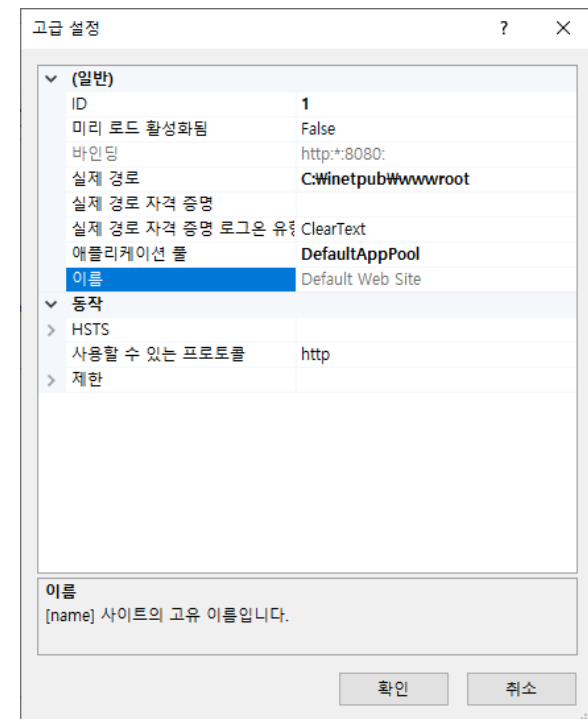 고급 설정 ? ×
(일반)
ID 1
미리 로드 활성화됨 False
바인딩 http:*:8080:
실제 경로 C:₩inetpub₩wwwroot
실제 경로 자격 증명
실제 경로 자격 증명 로그온 유형 ClearText
애플리케이션 풀 DefaultAppPool
이름 Default Web Site
동작
HSTS
사용할 수 있는 프로토콜 http
제한
이름
[name] 사이트의 고유 이름입니다.
확인 취소